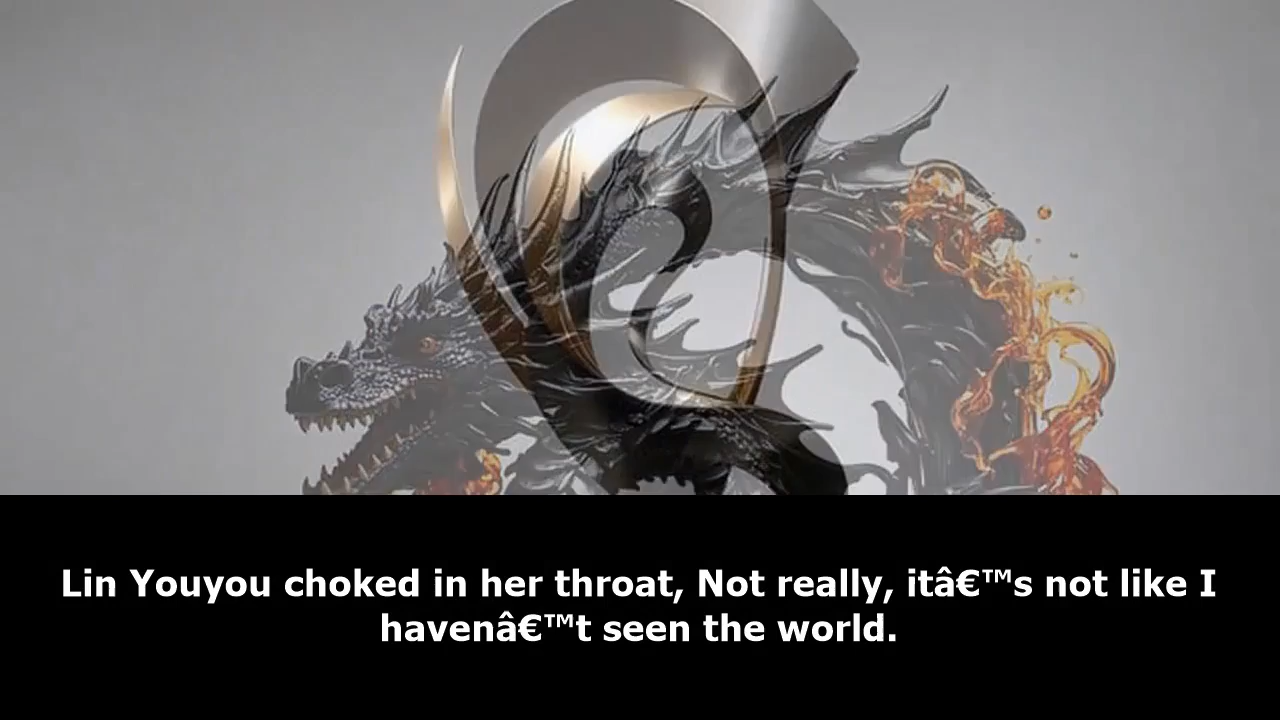 Lin Youyou choked in her throat, Not really, itâ€™s not like I
havenâ€™t seen the world.